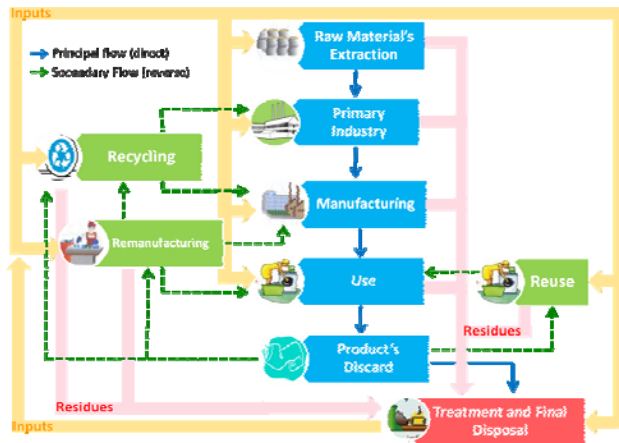 Inputs
Raw Material's
Extraction
Principal flow (direct)
Secondary Flow (reverse)
Primary
Industry
Recycling
Manufacturing
Remanufacturing
Use
Reuse
Residues
Product's
Discard
Residues
Treatment and Final
Disposal
Inputs